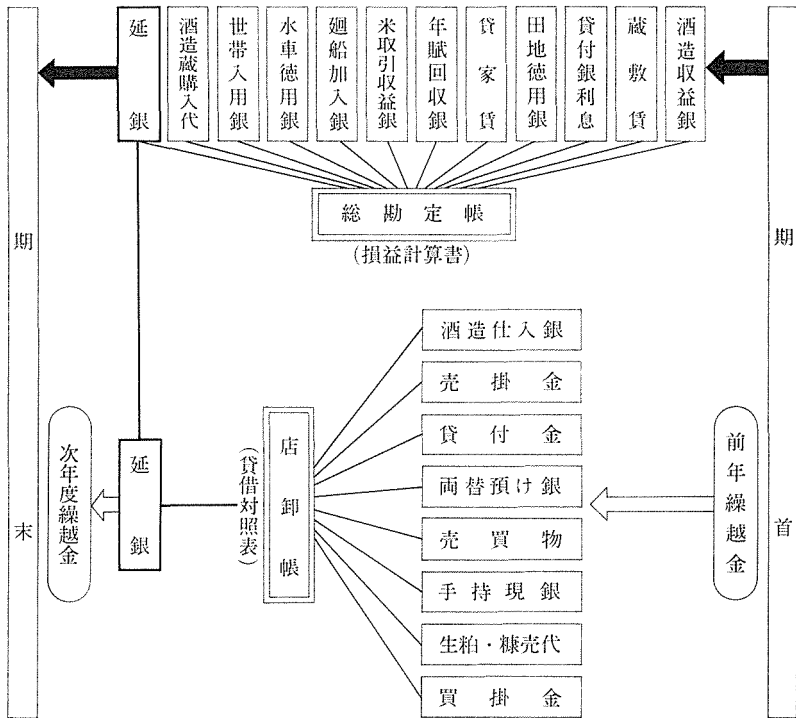 期首
酒造収益銀
蔵敷賃
貸付銀利息
田地徳用銀
貸家賃
年賦回収銀
米取引収益銀
廻船加入銀
水車徳用銀
世帯入用銀
酒造蔵購入代
延銀
期末
総勘定帳
(損益計算書)
前年繰越金
酒造仕入銀
売掛金
貸付金
両替預け銀
売買物
手持現銀
生粕・糠売代
買掛金
店卸帳
(貸借対照表)
延銀
次年度繰越金